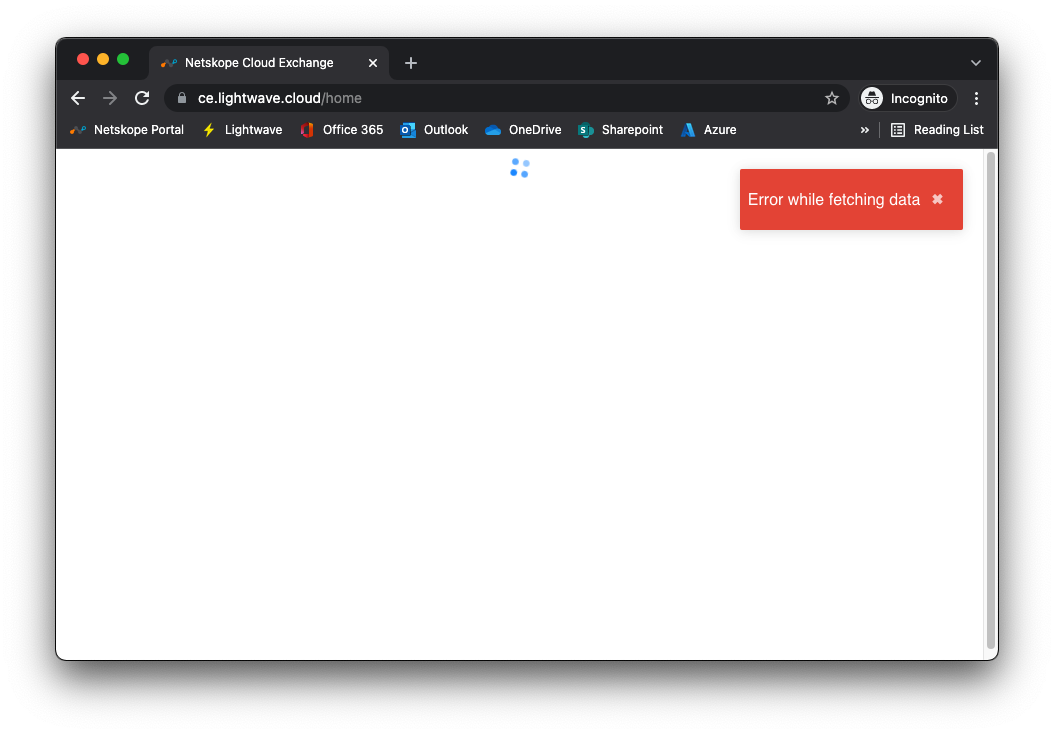 Netskope Cloud Exchange
ce.lightwave.cloud/home
Incognito
Netskope Portal Lightwave Office 365 Outlook OneDrive Sharepoint Azure » Reading List
Error while fetching data ✖